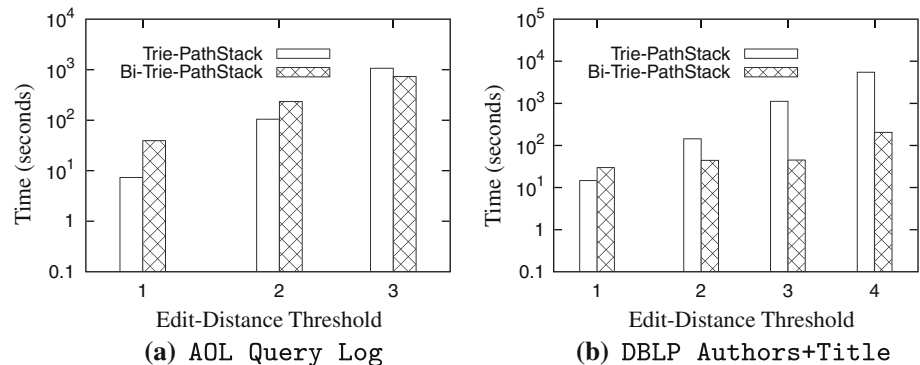 Time (seconds)
10^4
10^3
10^2
10^1
1
0.1
Trie-PathStack
Bi-Trie-PathStack
1 2 3
Edit-Distance Threshold
(a) AOL Query Log
Time (seconds)
10^5
10^4
10^3
10^2
10^1
1
0.1
Trie-PathStack
Bi-Trie-PathStack
1 2 3 4
Edit-Distance Threshold
(b) DBLP Authors+Title